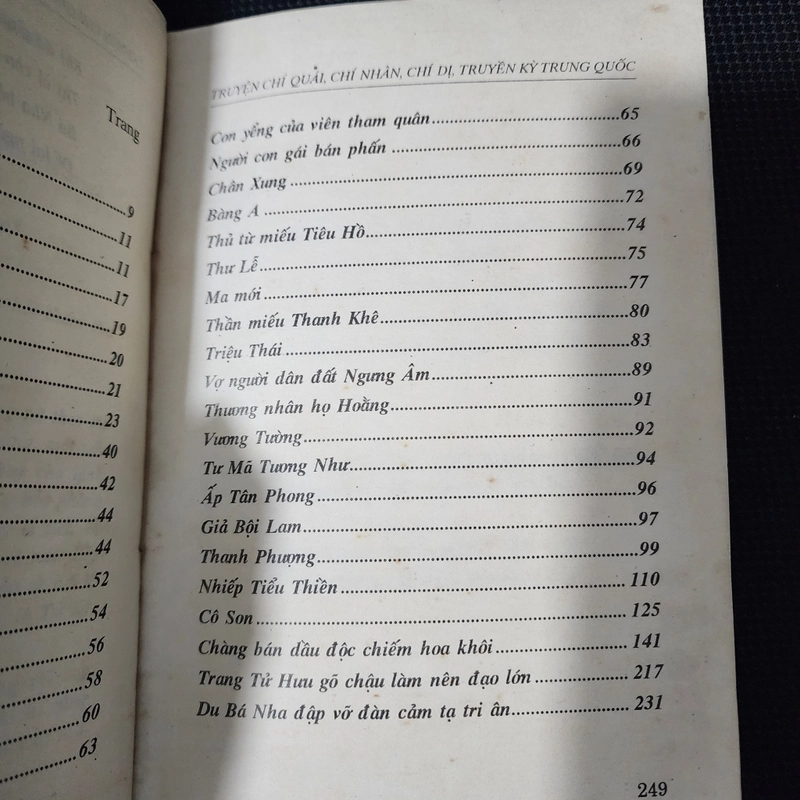 Trang
9
11
11
17
19
20
21
23
40
42
44
44
52
54
56
58
60
63
TRUYỆN CHÍ QUÁI, CHÍ NHÂN, CHÍ DỊ, TRUYỀN KỲ TRUNG QUỐC
Con yểng của viên tham quân 65
Người con gái bán phấn 66
Chân Xung 69
Bàng A 72
Thủ từ miếu Tiêu Hồ 74
Thư Lễ 75
Ma mới 77
Thần miếu Thanh Khê 80
Triệu Thái 83
Vợ người dân đất Ngưng Âm 89
Thương nhân họ Hoằng 91
Vương Tường 92
Tư Mã Tương Như 94
Ấp Tân Phong 96
Giả Bội Lam 97
Thanh Phượng 99
Nhiếp Tiểu Thiền 110
Cô Son 125
Chàng bán dầu độc chiếm hoa khôi 141
Trang Tử Hưu gõ chậu làm nên đạo lớn 217
Du Bá Nha đập vỡ đàn cảm tạ tri ân 231
249